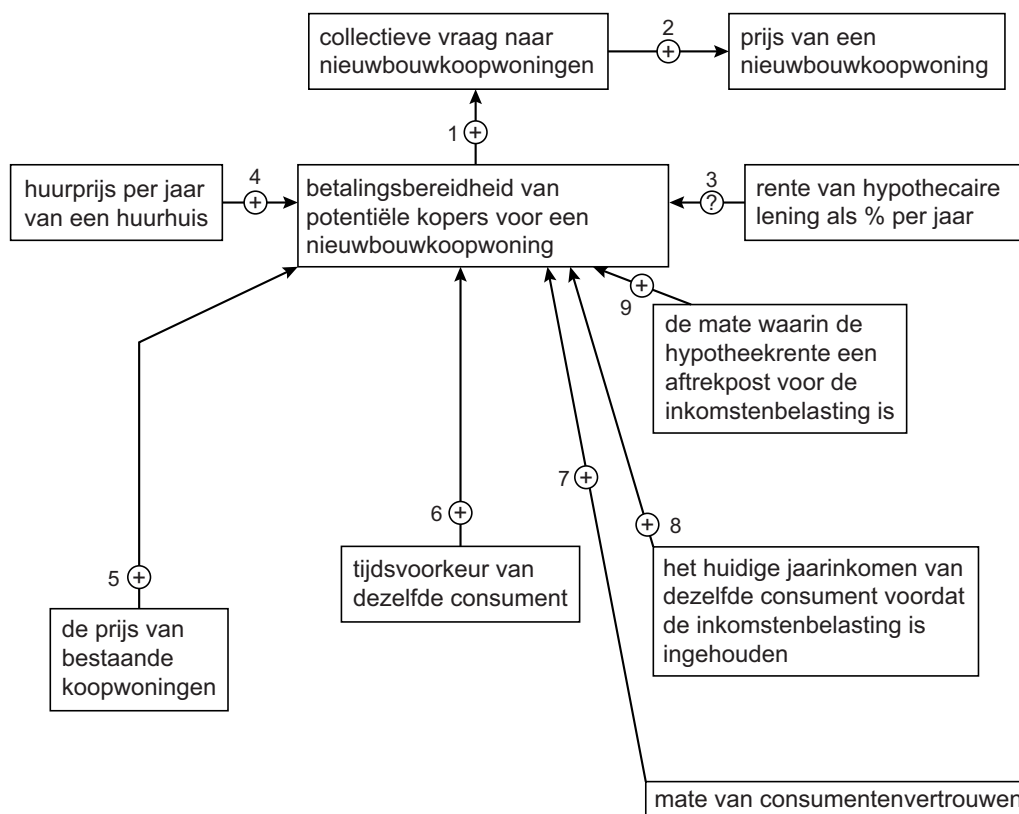 collectieve vraag naar
nieuwbouwkoopwoningen
2
+
prijs van een
nieuwbouwkoopwoning
1
+
huurprijs per jaar
van een huurhuis
4
+
betalingsbereidheid van
potentiële kopers voor een
nieuwbouwkoopwoning
3
?
rente van hypothecaire
lening als % per jaar
+
9
de mate waarin de
hypotheekrente een
aftrekpost voor de
inkomstenbelasting is
7
+
6
+
+
8
tijdsvoorkeur van
dezelfde consument
het huidige jaarinkomen van
dezelfde consument voordat
de inkomstenbelasting is
ingehouden
5
+
de prijs van
bestaande
koopwoningen
mate van consumentenvertrouwen